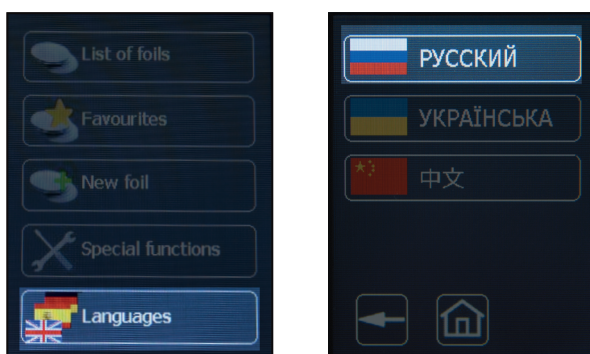 List of foils
Favourites
New foil
Special functions
Languages
РУССКИЙ
УКРАЇНСЬКА
中文